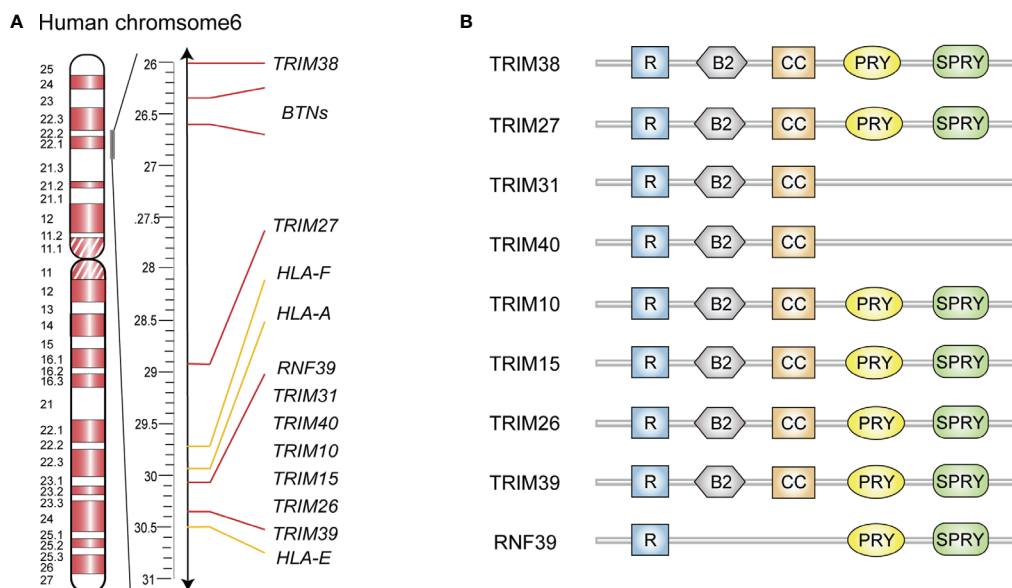 A Human chromsome6
25
24
23
22.3
22.2
22.1
21.3
21.2
21.1
12
11.2
11.1
11
12
13
14
15
16.1
16.2
16.3
21
22.1
22.2
22.3
23.1
23.2
23.3
24
25.1
25.2
25.3
26
27
26
26.5
27
.27.5
28
28.5
29
29.5
30
30.5
31
TRIM38
BTNs
TRIM27
HLA-F
HLA-A
RNF39
TRIM31
TRIM40
TRIM10
TRIM15
TRIM26
TRIM39
HLA-E
B
TRIM38 R B2 CC PRY SPRY
TRIM27 R B2 CC PRY SPRY
TRIM31 R B2 CC
TRIM40 R B2 CC
TRIM10 R B2 CC PRY SPRY
TRIM15 R B2 CC PRY SPRY
TRIM26 R B2 CC PRY SPRY
TRIM39 R B2 CC PRY SPRY
RNF39 R PRY SPRY